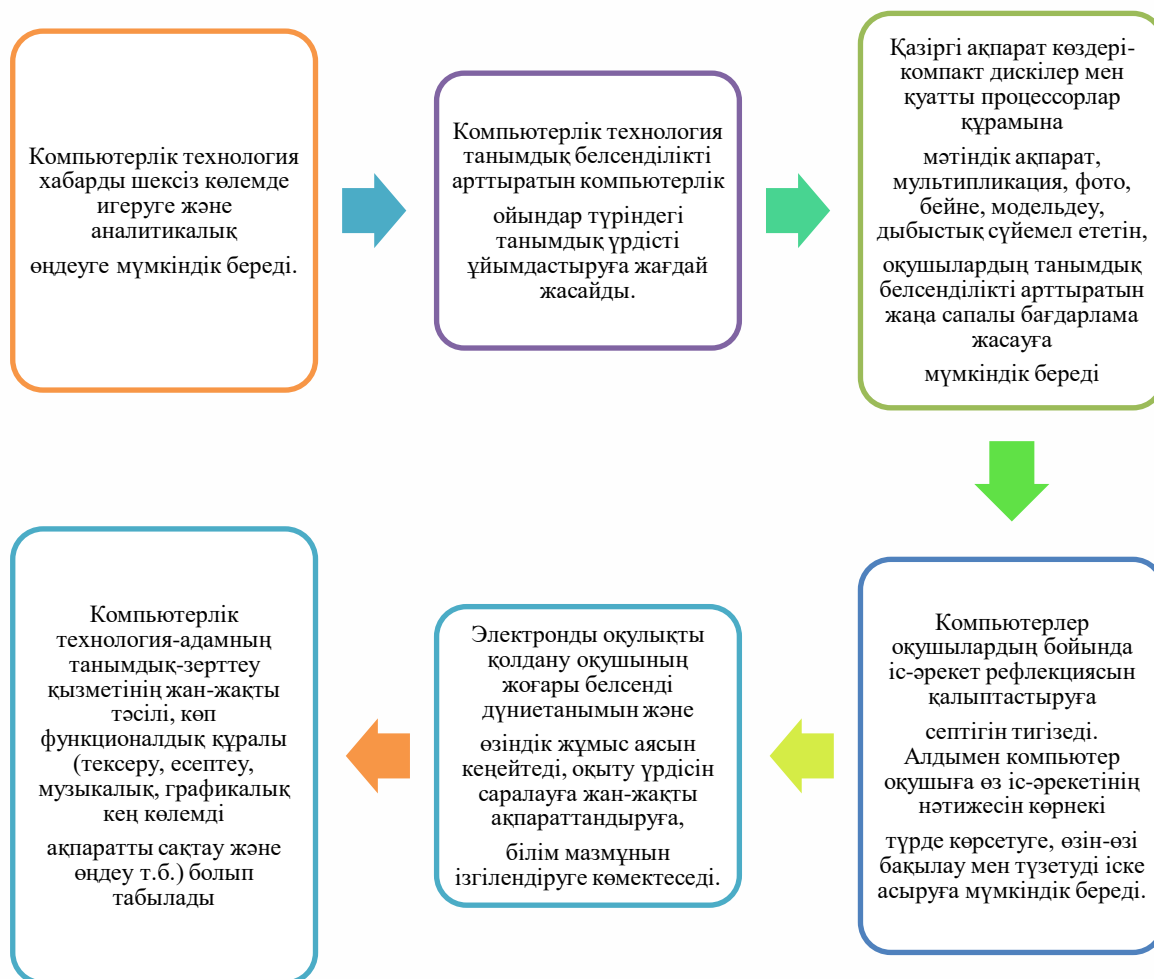 Компьютерлік технология
хабарды шексіз көлемде
игеруге және
аналитикалық
өңдеуге мүмкіндік береді.
Компьютерлік технология
танымдық белсенділікті
арттыратын компьютерлік
ойындар түріндегі
танымдық үрдісті
ұйымдастыруға жағдай
жасайды.
Қазіргі ақпарат көздері-
компакт дискілер мен
қуатты процессорлар
құрамына
мәтіндік ақпарат,
мультипликация, фото,
бейне, модельдеу,
дыбыстық сүйемел ететін,
оқушылардың танымдық
белсенділікті арттыратын
жаңа сапалы бағдарлама
жасауға
мүмкіндік береді
Компьютерлер
оқушылардың бойында
іс-әрекет рефлекциясын
қалыптастыруға
септігін тигізеді.
Алдымен компьютер
оқушыға өз іс-әрекетінің
нәтижесін көрнекі
түрде көрсетуге, өзін-өзі
бақылау мен түзетуді іске
асыруға мүмкіндік береді.
Электронды оқулықты
қолдану оқушының
жоғары белсенді
дүниетанымын және
өзіндік жұмыс аясын
кеңейтеді, оқыту үрдісін
саралауға жан-жақты
ақпараттандыруға,
білім мазмұнын
ізгілендіруге көмектеседі.
Компьютерлік
технология-адамның
танымдық-зерттеу
қызметінің жан-жақты
тәсілі, көп
функционалдық құралы
(тексеру, есептеу,
музыкалық, графикалық
кең көлемді
ақпаратты сақтау және
өңдеу т.б.) болып
табылады